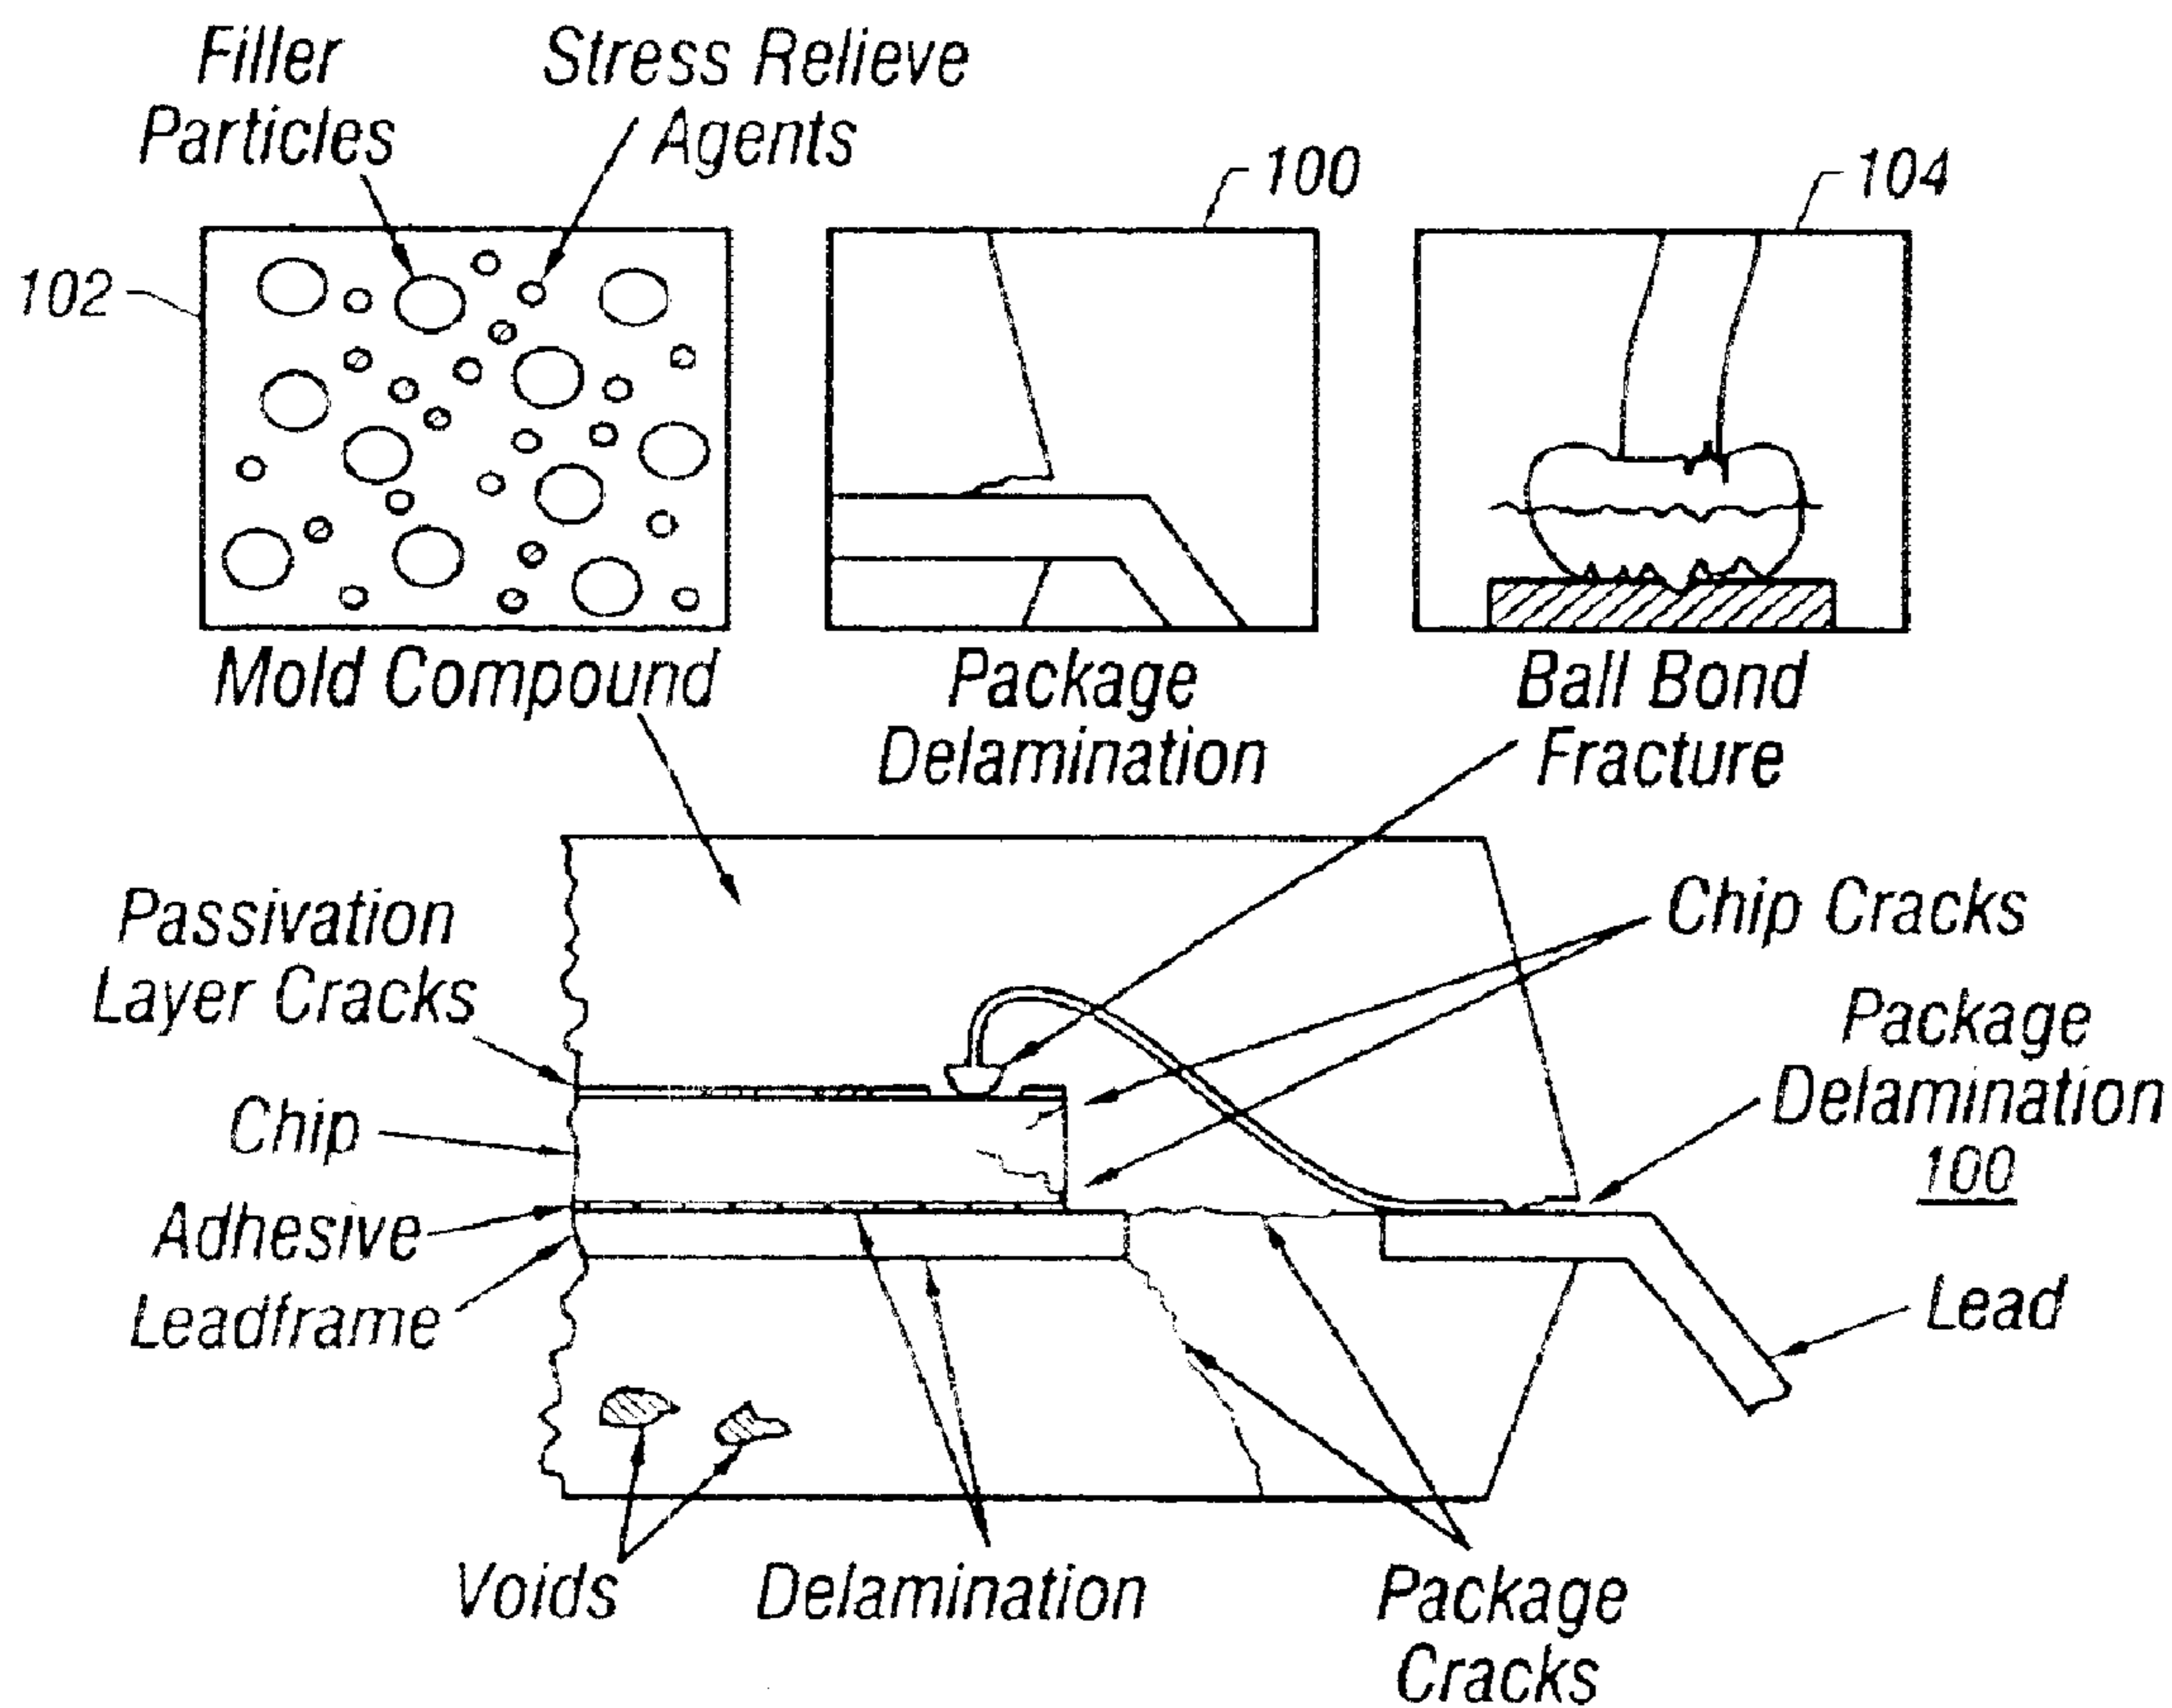 Filler
Particles
Stress Relieve
Agents
100
104
102
Mold Compound
Package
Delamination
Ball Bond
Fracture
Passivation
Layer Cracks
Chip Cracks
Package
Delamination
100
Chip
Adhesive
Leadframe
Lead
Voids
Delamination
Package
Cracks